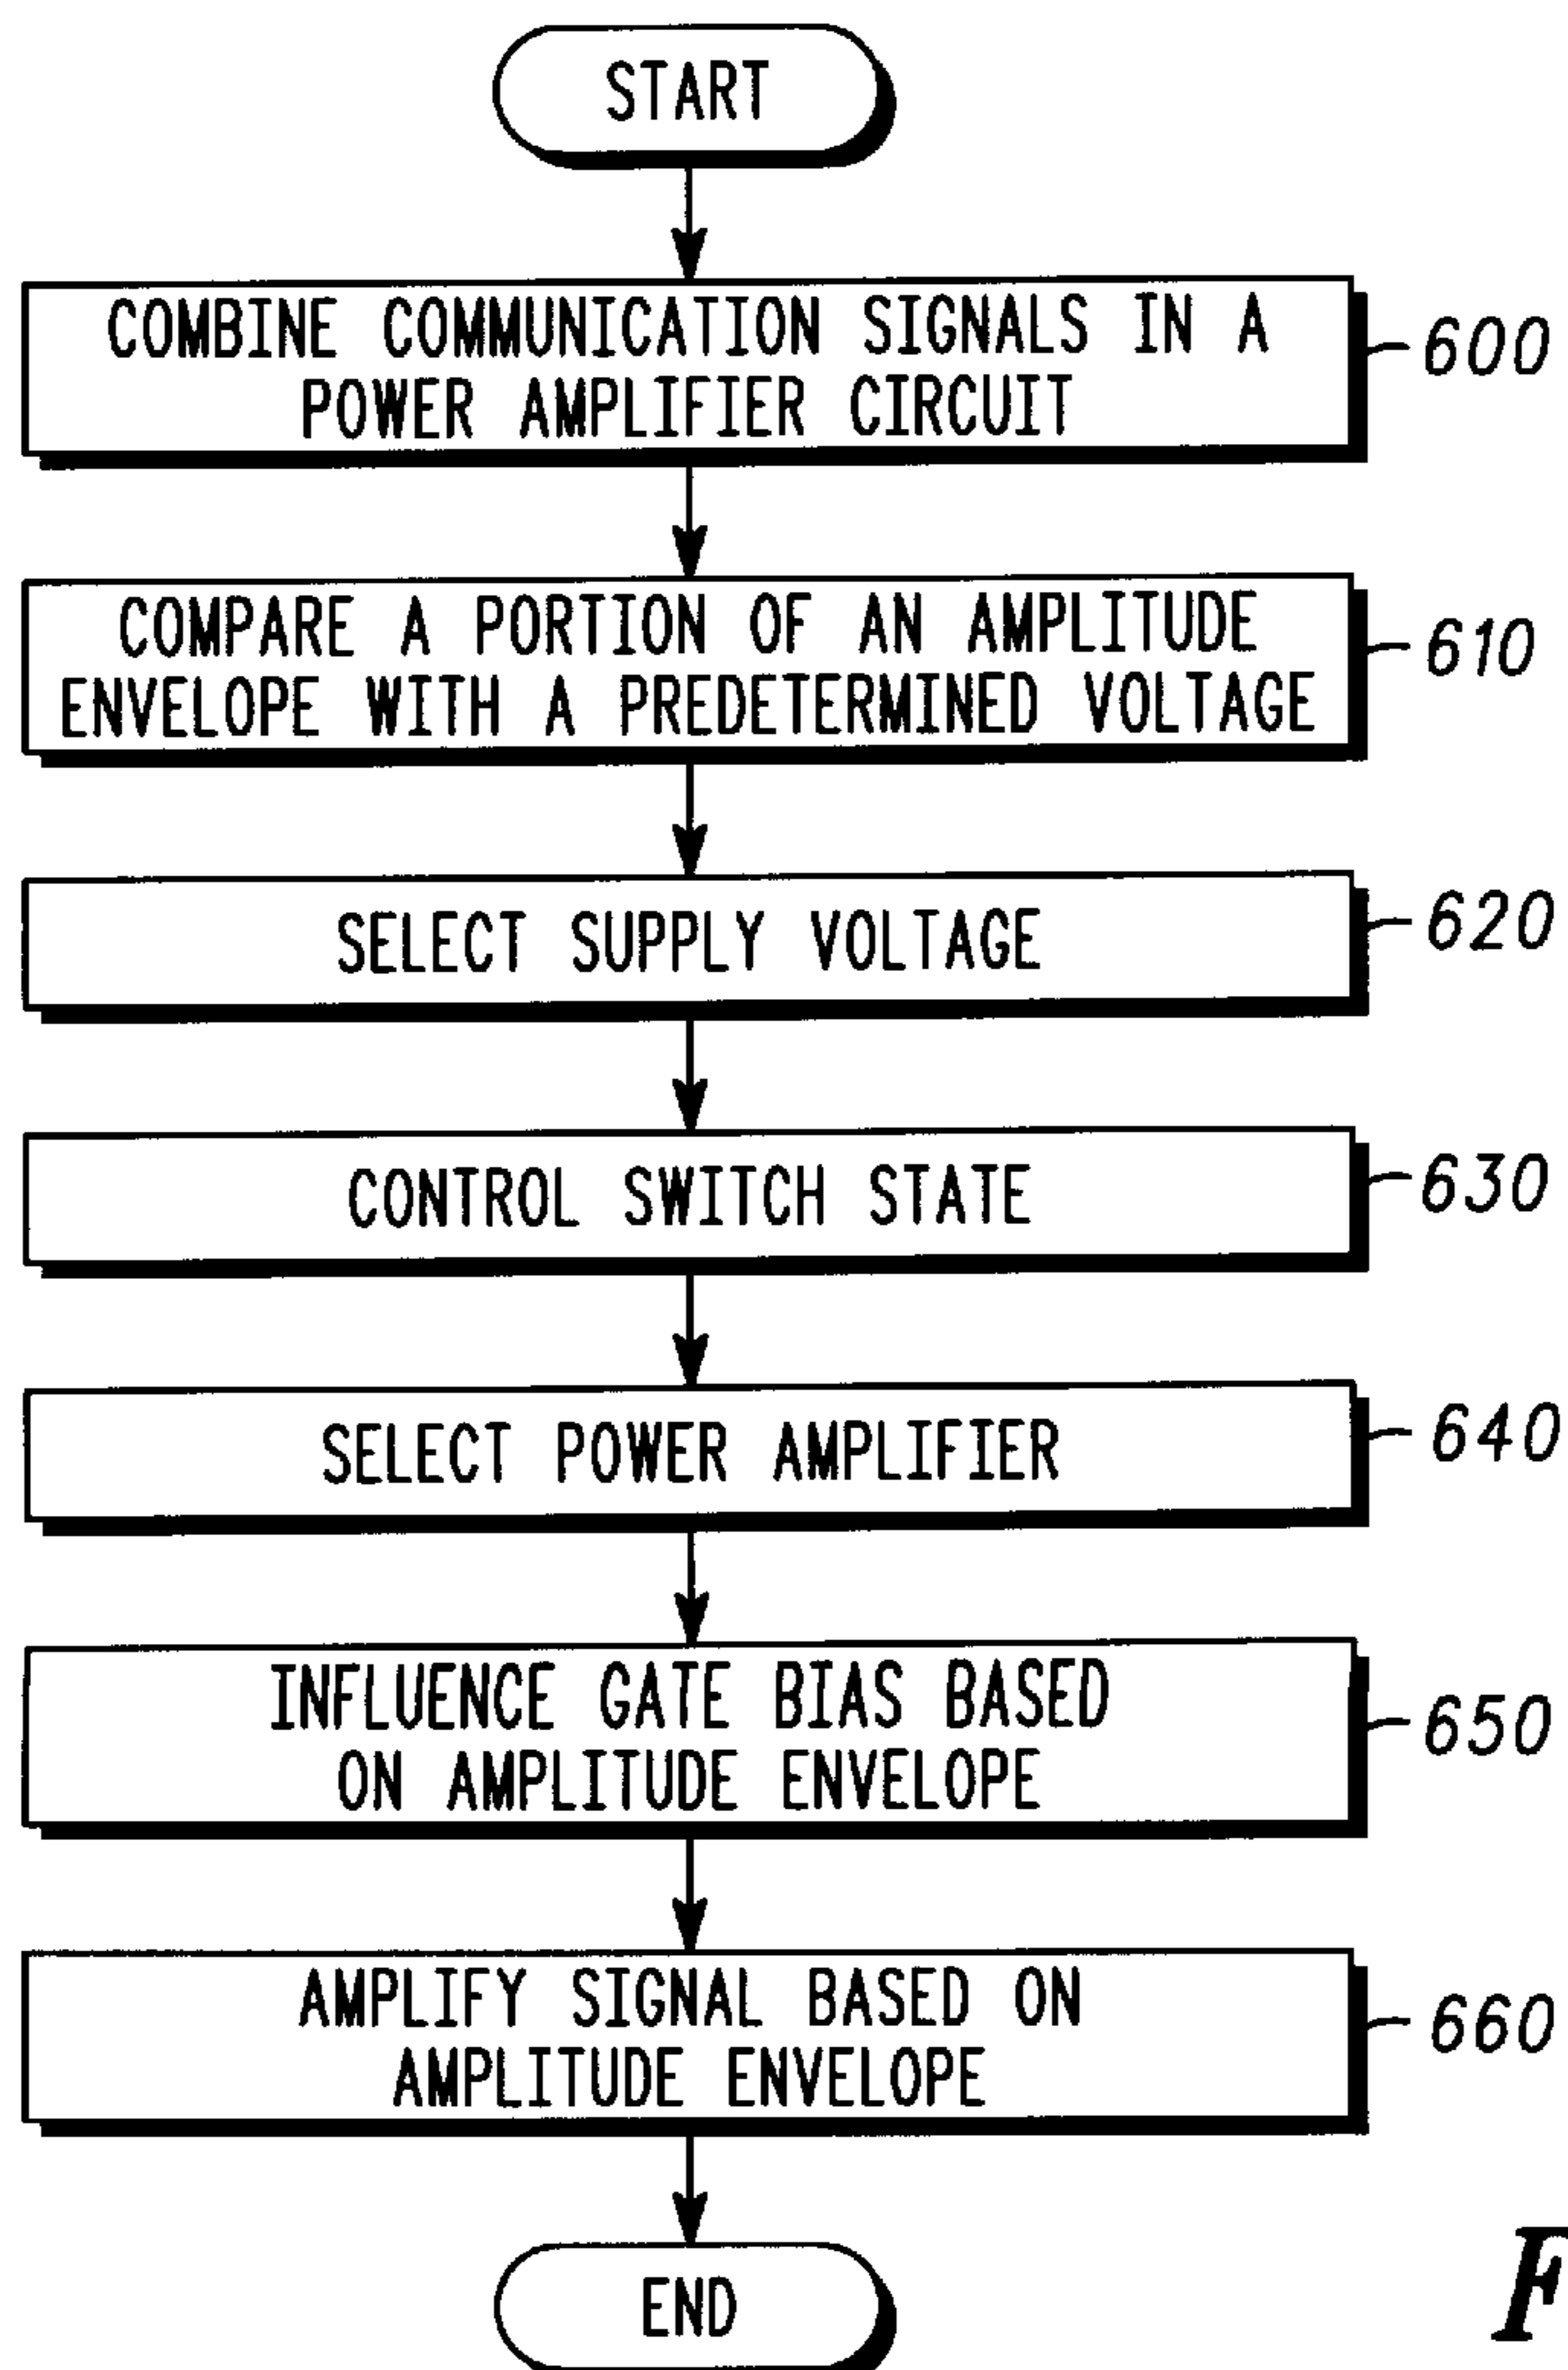 START
COMBINE COMMUNICATION SIGNALS IN A
POWER AMPLIFIER CIRCUIT
600
COMPARE A PORTION OF AN AMPLITUDE
ENVELOPE WITH A PREDETERMINED VOLTAGE
610
SELECT SUPPLY VOLTAGE
620
CONTROL SWITCH STATE
630
SELECT POWER AMPLIFIER
640
INFLUENCE GATE BIAS BASED
ON AMPLITUDE ENVELOPE
650
AMPLIFY SIGNAL BASED ON
AMPLITUDE ENVELOPE
660
END
F